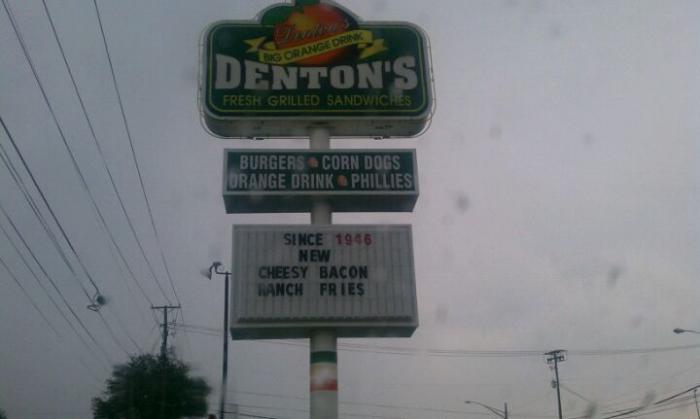 Denton's
BIG ORANGE DRINK
DENTON'S
FRESH GRILLED SANDWICHES
BURGERS CORN DOGS
ORANGE DRINK PHILLIES
SINCE 1946
NEW
CHEESY BACON
RANCH FRIES